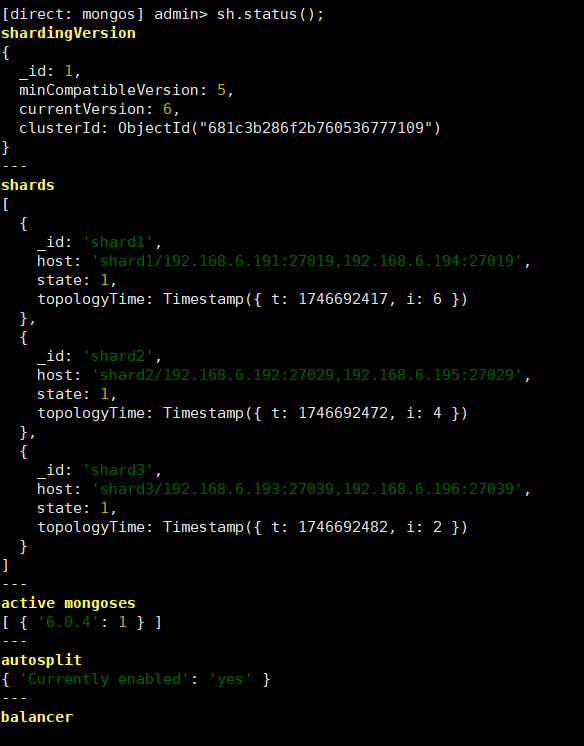 [direct: mongos] admin> sh.status();
shardingVersion
{
  _id: 1,
  minCompatibleVersion: 5,
  currentVersion: 6,
  clusterId: ObjectId("681c3b286f2b760536777109")
}
---
shards
[
  {
    _id: 'shard1',
    host: 'shard1/192.168.6.191:27019,192.168.6.194:27019',
    state: 1,
    topologyTime: Timestamp({ t: 1746692417, i: 6 })
  },
  {
    _id: 'shard2',
    host: 'shard2/192.168.6.192:27029,192.168.6.195:27029',
    state: 1,
    topologyTime: Timestamp({ t: 1746692472, i: 4 })
  },
  {
    _id: 'shard3',
    host: 'shard3/192.168.6.193:27039,192.168.6.196:27039',
    state: 1,
    topologyTime: Timestamp({ t: 1746692482, i: 2 })
  }
]
---
active mongoses
[ { '6.0.4': 1 } ]
---
autosplit
{ 'Currently enabled': 'yes' }
---
balancer